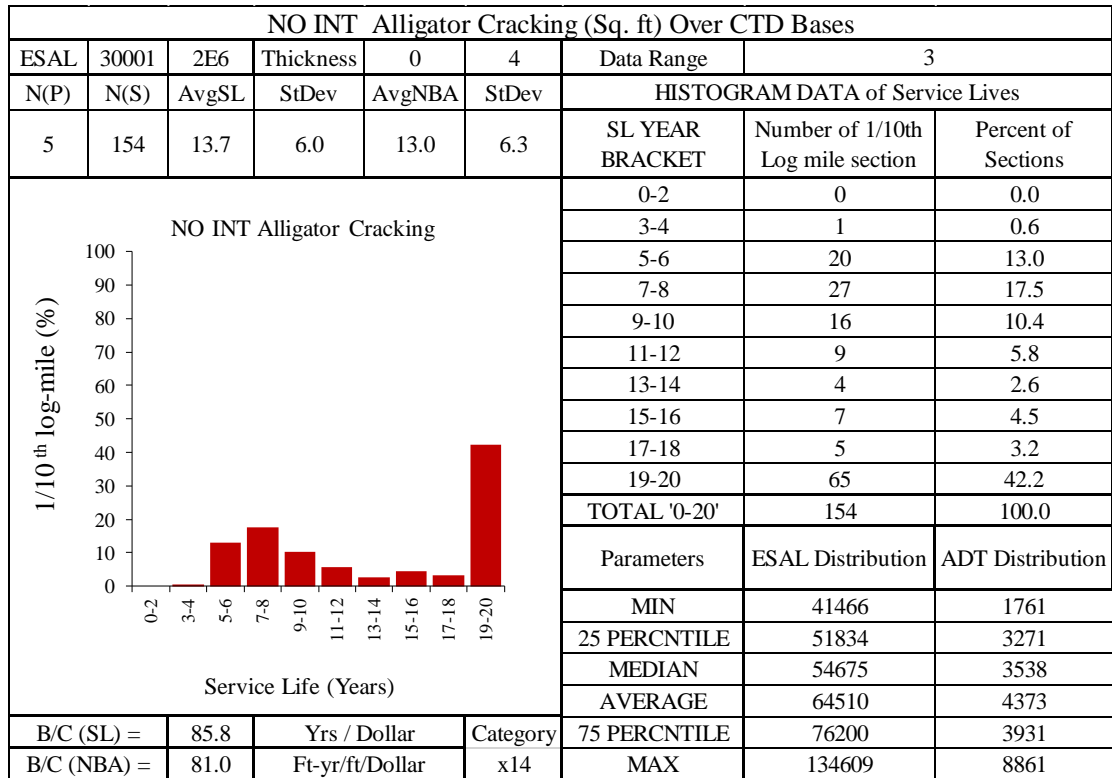 NO INT Alligator Cracking (Sq. ft) Over CTD Bases
ESAL 30001 2E6 Thickness 0 4 Data Range 3
N(P) N(S) AvgSL StDev AvgNBA StDev HISTOGRAM DATA of Service Lives
5 154 13.7 6.0 13.0 6.3
SL YEAR BRACKET Number of 1/10th Log mile section Percent of Sections
0-2 0 0.0
3-4 1 0.6
5-6 20 13.0
7-8 27 17.5
9-10 16 10.4
11-12 9 5.8
13-14 4 2.6
15-16 7 4.5
17-18 5 3.2
19-20 65 42.2
TOTAL '0-20' 154 100.0
Parameters ESAL Distribution ADT Distribution
MIN 41466 1761
25 PERCNTILE 51834 3271
MEDIAN 54675 3538
AVERAGE 64510 4373
75 PERCNTILE 76200 3931
MAX 134609 8861
NO INT Alligator Cracking
1/10 th log-mile (%)
100
90
80
70
60
50
40
30
20
10
0
0-2 3-4 5-6 7-8 9-10 11-12 13-14 15-16 17-18 19-20
Service Life (Years)
B/C (SL) = 85.8 Yrs / Dollar Category
B/C (NBA) = 81.0 Ft-yr/ft/Dollar x14